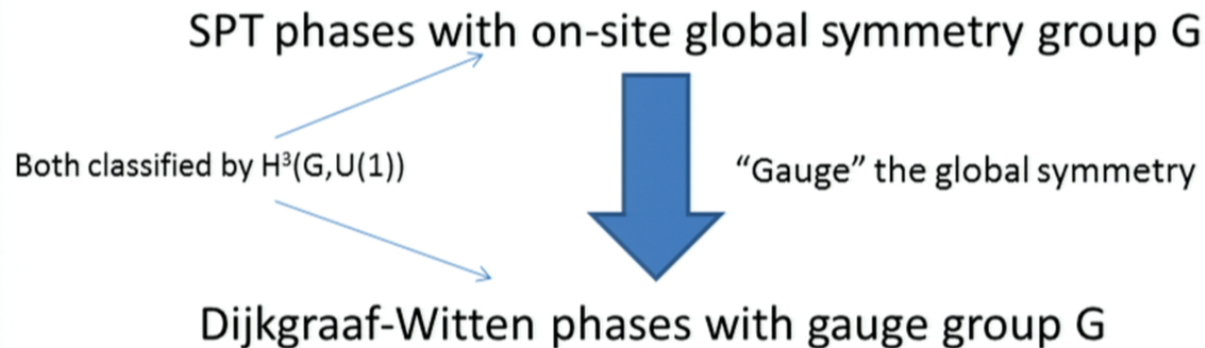 SPT phases with on-site global symmetry group G
Both classified by H³(G,U(1))
“Gauge” the global symmetry
Dijkgraaf-Witten phases with gauge group G